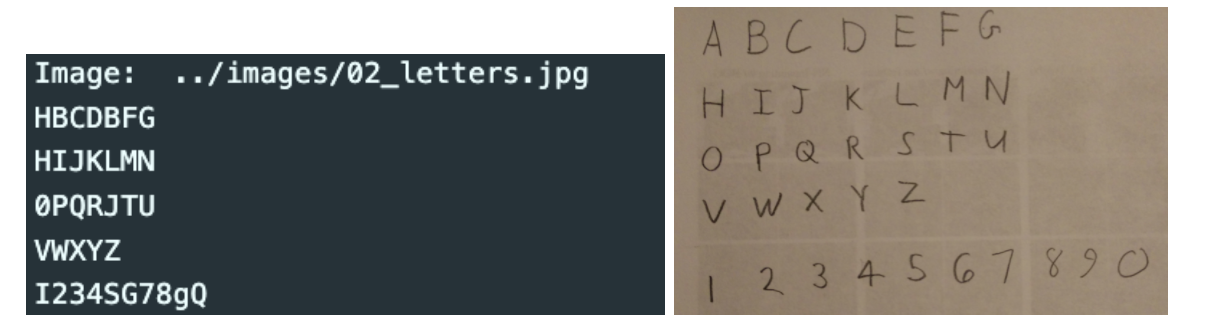 Image:  ../images/02_letters.jpg
HBCDBFG
HIJKLMN
0PQRJTU
VWXYZ
I234SG78gQ
A B C D E F G
H I J K L M N
O P Q R S T U
V W X Y Z
1 2 3 4 5 6 7 8 9 0